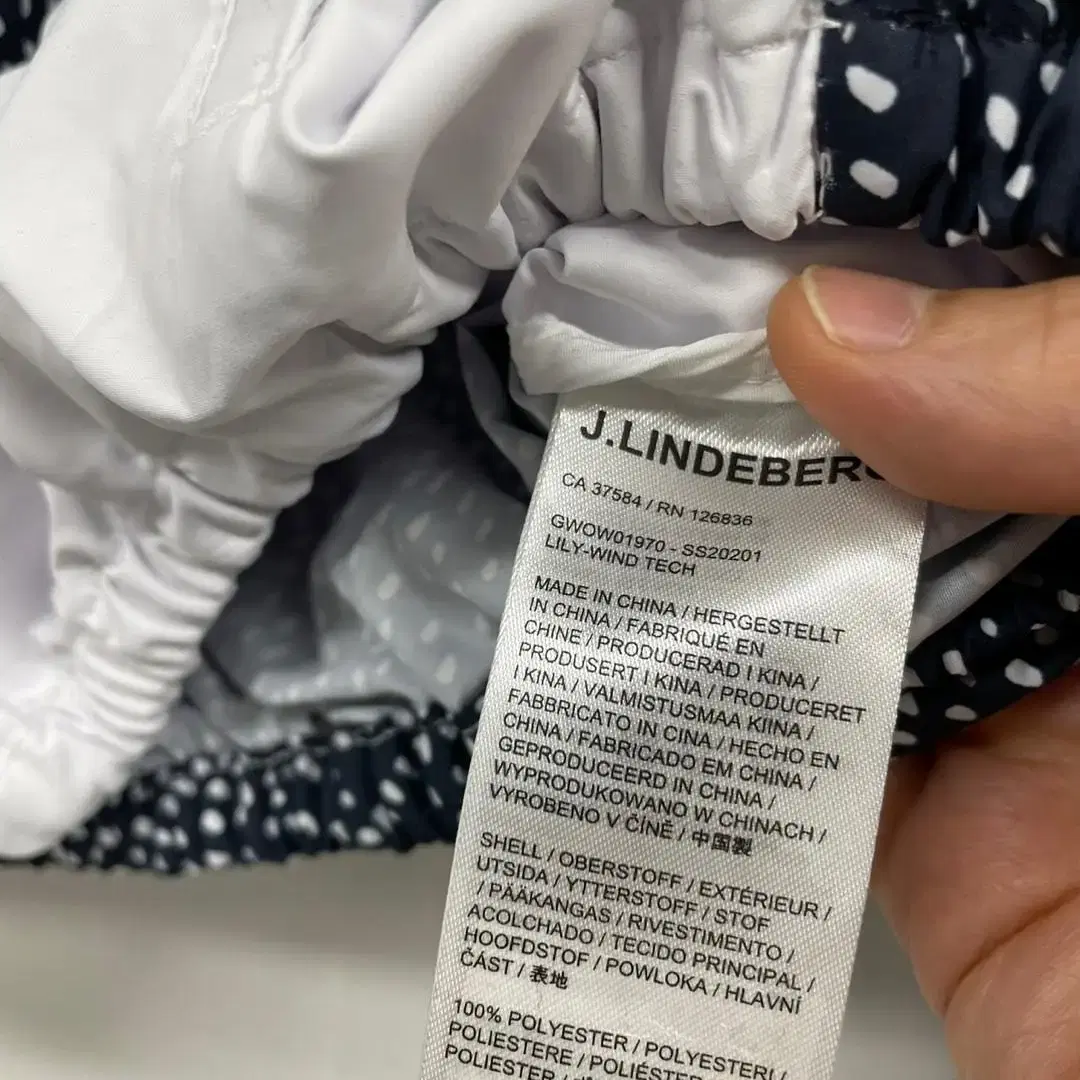 J.LINDEBERG
CA 37584 / RN 126836
GWOW01970 - SS20201
LILY-WIND TECH
MADE IN CHINA / HERGESTELLT
IN CHINA / FABRIQUÉ EN
CHINE / PRODUCERAD I KINA /
PRODUSERT I KINA / PRODUCERET
I KINA / VALMISTUSMAA KIINA /
FABBRICATO IN CINA / HECHO EN
CHINA / FABRICADO EM CHINA /
GEPRODUCEERD IN CHINA /
WYPRODUKOWANO W CHINACH /
VYROBENO V ČÍNĚ / 中国製
SHELL / OBERSTOFF / EXTÉRIEUR /
UTSIDA / YTTERSTOFF / STOF
/ PÄÄKANGAS / RIVESTIMENTO /
ACOLCHADO / TECIDO PRINCIPAL /
HOOFDSTOF / POWŁOKA / HLAVNÍ
ČÁST / 表地
100% POLYESTER / POLYESTERI /
POLIESTERE / POLIÉSTER
POLIESTER /